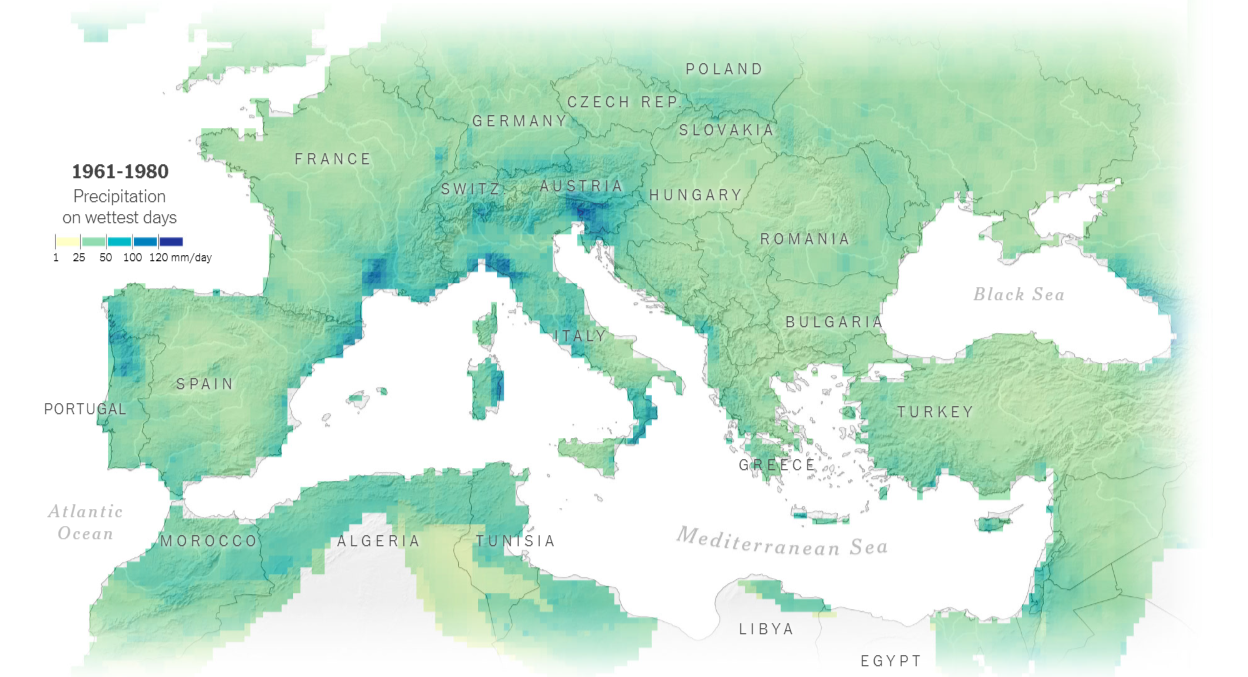 POLAND
CZECH REP.
GERMANY
SLOVAKIA
FRANCE
1961-1980
Precipitation
on wettest days
1 25 50 100 120 mm/day
SWITZ.
AUSTRIA
HUNGARY
ROMANIA
Black Sea
BULGARIA
ITALY
SPAIN
PORTUGAL
TURKEY
GREECE
Atlantic
Ocean
MOROCCO
ALGERIA
TUNISIA
Mediterranean Sea
LIBYA
EGYPT